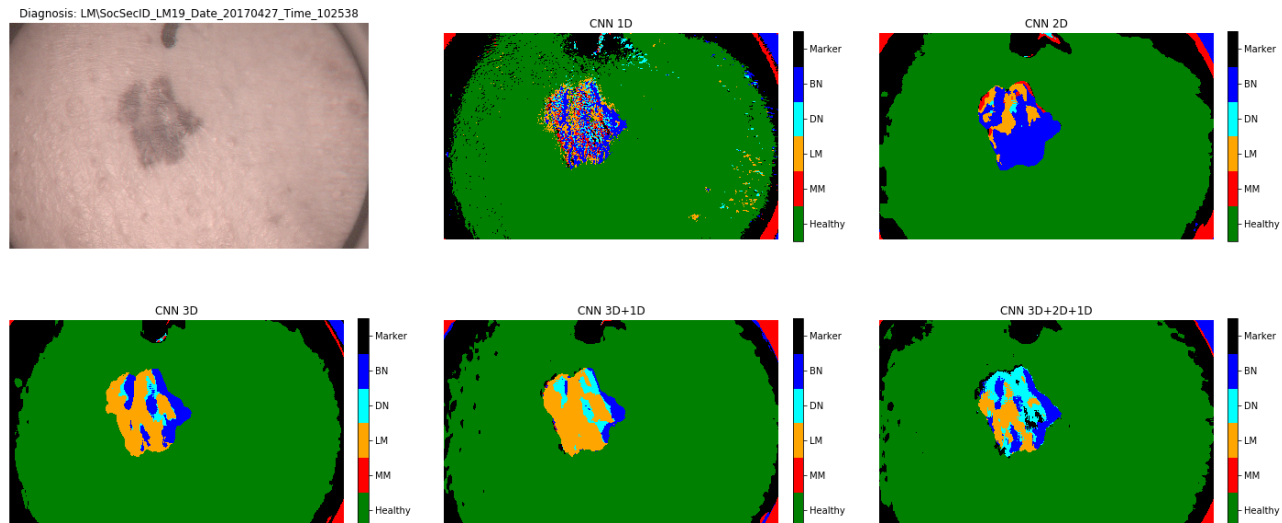 Diagnosis: LM\SocSecID_LM19_Date_20170427_Time_102538
CNN 1D
Marker
BN
DN
LM
MM
Healthy
CNN 2D
Marker
BN
DN
LM
MM
Healthy
CNN 3D
Marker
BN
DN
LM
MM
Healthy
CNN 3D+1D
Marker
BN
DN
LM
MM
Healthy
CNN 3D+2D+1D
Marker
BN
DN
LM
MM
Healthy